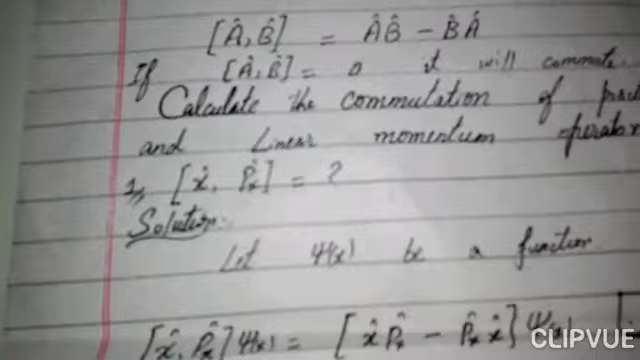 [Â, B̂] = ÂB̂ - B̂Â
If [Â, B̂] = 0 it will commute.
Calculate the commutation of
and Linear momentum operator
1, [x̂, P̂x] = ?
Solution:-
Let Ψ(x) be a function.
[x̂, P̂x] Ψ(x) = [x̂ P̂x - P̂x x̂] Ψ(x)
CLIPVUE